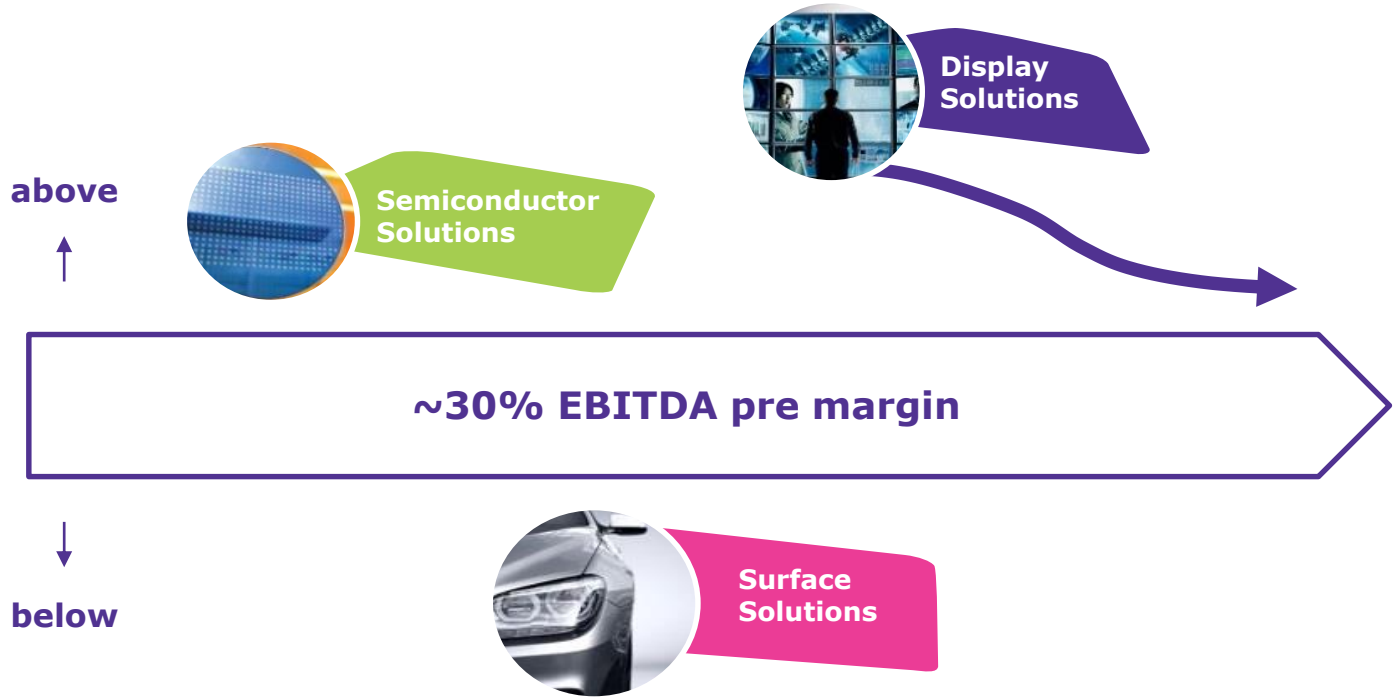 Display
Solutions
above
Semiconductor
Solutions
~30% EBITDA pre margin
Surface
Solutions
below